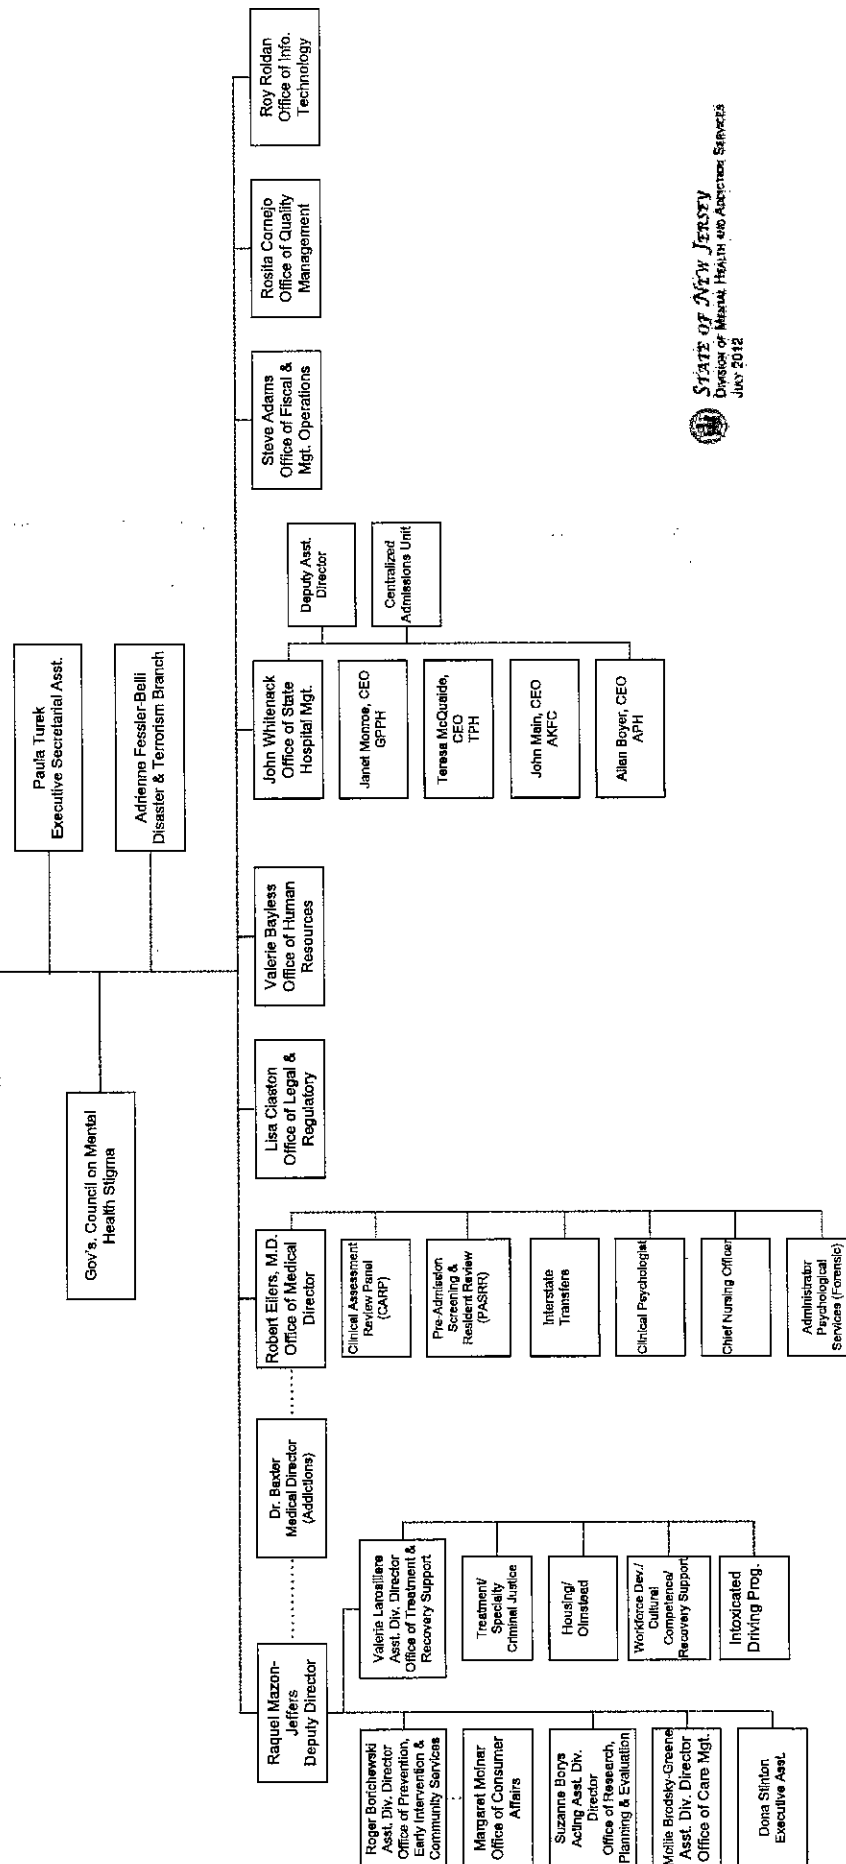 Paula Turek
Executive Secretarial Asst.
Gov's. Council on Mental
Health Stigma
Adrienne Fessler-Belli
Disaster & Terrorism Branch
Raquel Mazon-
Jeffers
Deputy Director
Dr. Baxter
Medical Director
(Addictions)
Robert Eilers, M.D.
Office of Medical
Director
Lisa Ciaston
Office of Legal &
Regulatory
Valerie Bayless
Office of Human
Resources
John Whitenack
Office of State
Hospital Mgt.
Steve Adams
Office of Fiscal &
Mgt. Operations
Rosita Cornejo
Office of Quality
Management
Roy Roldan
Office of Info.
Technology
Roger Borichewski
Asst. Div. Director
Office of Prevention,
Early Intervention &
Community Services
Margaret Molnar
Office of Consumer
Affairs
Suzanne Borys
Acting Asst. Div.
Director
Office of Research,
Planning & Evaluation
Mollie Brodsky-Greene
Asst. Div. Director
Office of Care Mgt.
Dona Stinton
Executive Asst.
Valerie Larosiliere
Asst. Div. Director
Office of Treatment &
Recovery Support
Treatment/
Specialty
Criminal Justice
Housing/
Olmstead
Workforce Dev./
Cultural
Competence/
Recovery Support
Intoxicated
Driving Prog.
Clinical Assessment
Review Panel
(CARP)
Pre-Admission
Screening &
Resident Review
(PASRR)
Interstate
Transfers
Clinical Psychologist
Chief Nursing Officer
Administrator
Psychological
Services (Forensic)
Deputy Asst.
Director
Centralized
Admissions Unit
Janet Monroe, CEO
GPPH
Teresa McQuaide,
CEO
TPH
John Main, CEO
AKFC
Allan Boyer, CEO
APH
STATE OF NEW JERSEY
DIVISION OF MENTAL HEALTH AND ADDICTION SERVICES
JULY 2012